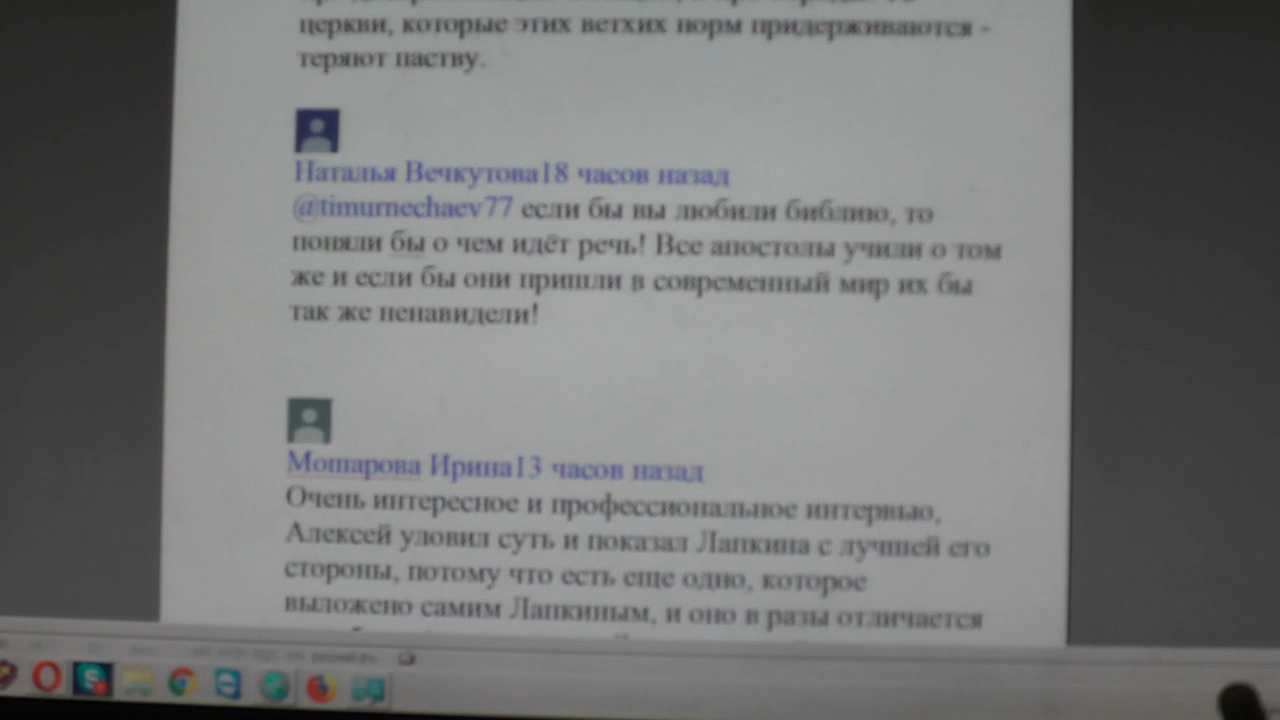 церкви, которые этих ветхих норм придерживаются -
теряют паству.
Наталья Вечкутова18 часов назад
@timurnechaev77 если бы вы любили библию, то
поняли бы о чем идёт речь! Все апостолы учили о том
же и если бы они пришли в современный мир их бы
так же ненавидели!
Мошарова Ирина13 часов назад
Очень интересное и профессиональное интервью,
Алексей уловил суть и показал Лапкина с лучшей его
стороны, потому что есть еще одно, которое
выложено самим Лапкиным, и оно в разы отличается